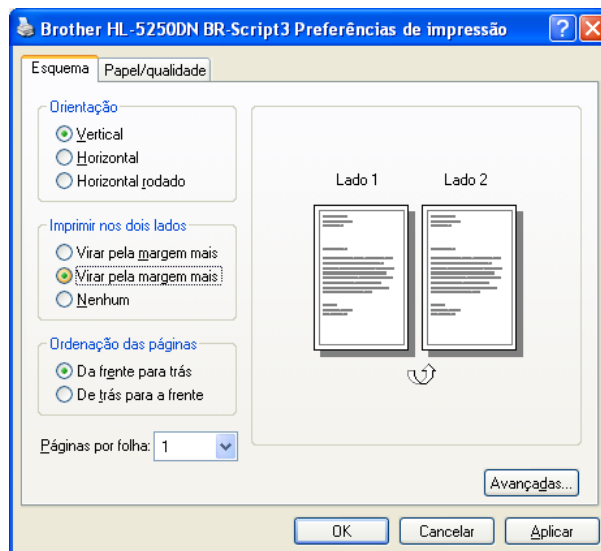 Brother HL-5250DN BR-Script3 Preferências de impressão
Esquema
Papel/qualidade
Orientação
Vertical
Horizontal
Horizontal rodado
Imprimir nos dois lados
Virar pela margem mais
Virar pela margem mais
Nenhum
Ordenação das páginas
Da frente para trás
De trás para a frente
Páginas por folha: 1
Lado 1 Lado 2
Avançadas...
OK Cancelar Aplicar